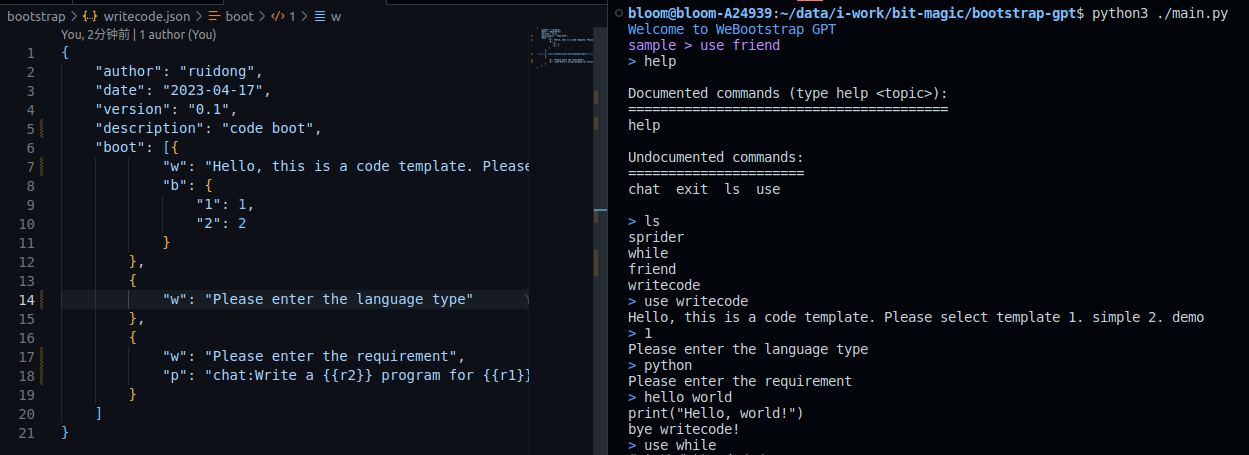 bootstrap > {..} writecode.json > boot > 1 > w
You, 2分钟前 | 1 author (You)
1 {
2 "author": "ruidong",
3 "date": "2023-04-17",
4 "version": "0.1",
5 "description": "code boot",
6 "boot": [{
7 "w": "Hello, this is a code template. Please
8 "b": {
9 "1": 1,
10 "2": 2
11 }
12 },
13 {
14 "w": "Please enter the language type"
15 },
16 {
17 "w": "Please enter the requirement",
18 "p": "chat:Write a {{r2}} program for {{r1}}
19 }
20 ]
21 }
bloom@bloom-A24939:~/data/i-work/bit-magic/bootstrap-gpt$ python3 ./main.py
Welcome to WeBootstrap GPT
sample > use friend
> help
Documented commands (type help <topic>):
========================================
help
Undocumented commands:
======================
chat exit ls use
> ls
sprider
while
friend
writecode
> use writecode
Hello, this is a code template. Please select template 1. simple 2. demo
> 1
Please enter the language type
> python
Please enter the requirement
> hello world
print("Hello, world!")
bye writecode!
> use while